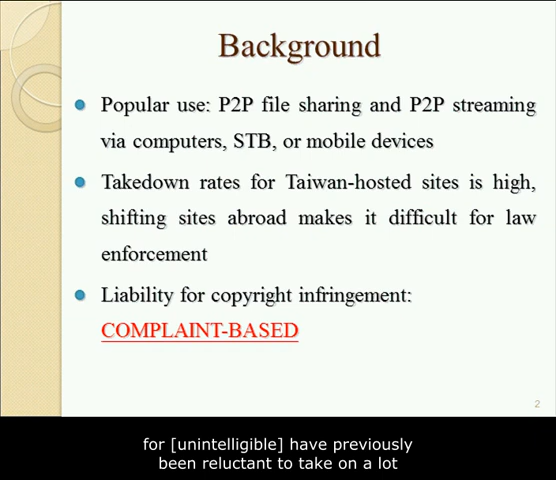 Background
Popular use: P2P file sharing and P2P streaming
via computers, STB, or mobile devices
Takedown rates for Taiwan-hosted sites is high,
shifting sites abroad makes it difficult for law
enforcement
Liability for copyright infringement:
COMPLAINT-BASED
2
for [unintelligible] have previously
been reluctant to take on a lot